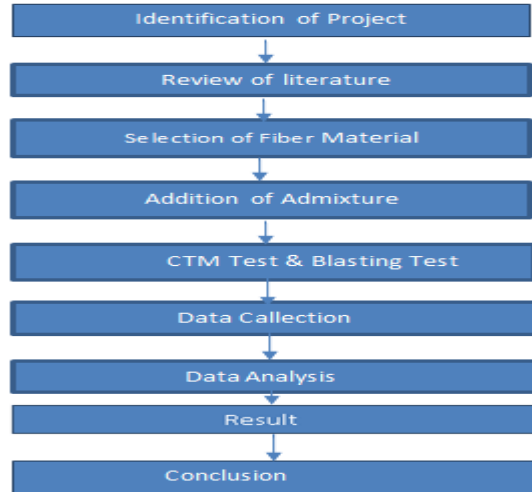 Identification of Project
Review of literature
Selection of Fiber Material
Addition of Admixture
CTM Test & Blasting Test
Data Callection
Data Analysis
Result
Conclusion